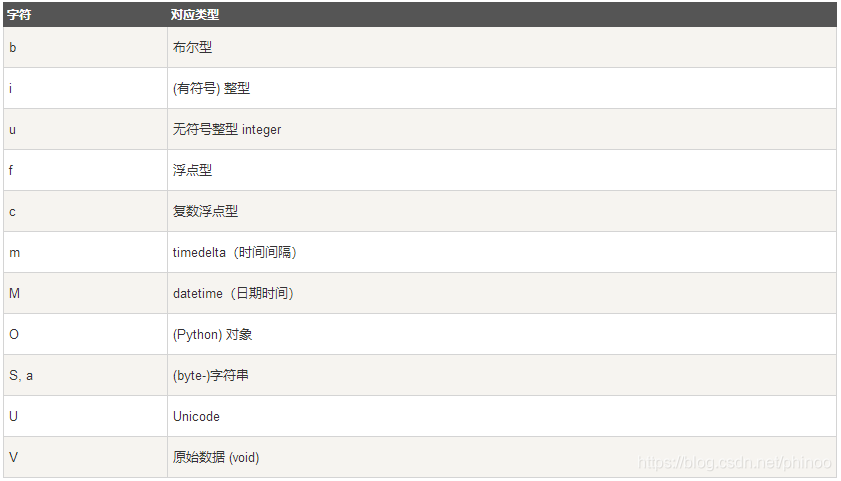 字符 对应类型
b 布尔型
i (有符号) 整型
u 无符号整型 integer
f 浮点型
c 复数浮点型
m timedelta（时间间隔）
M datetime（日期时间）
O (Python) 对象
S, a (byte-)字符串
U Unicode
V 原始数据 (void)
https://blog.csdn.net/phinoo